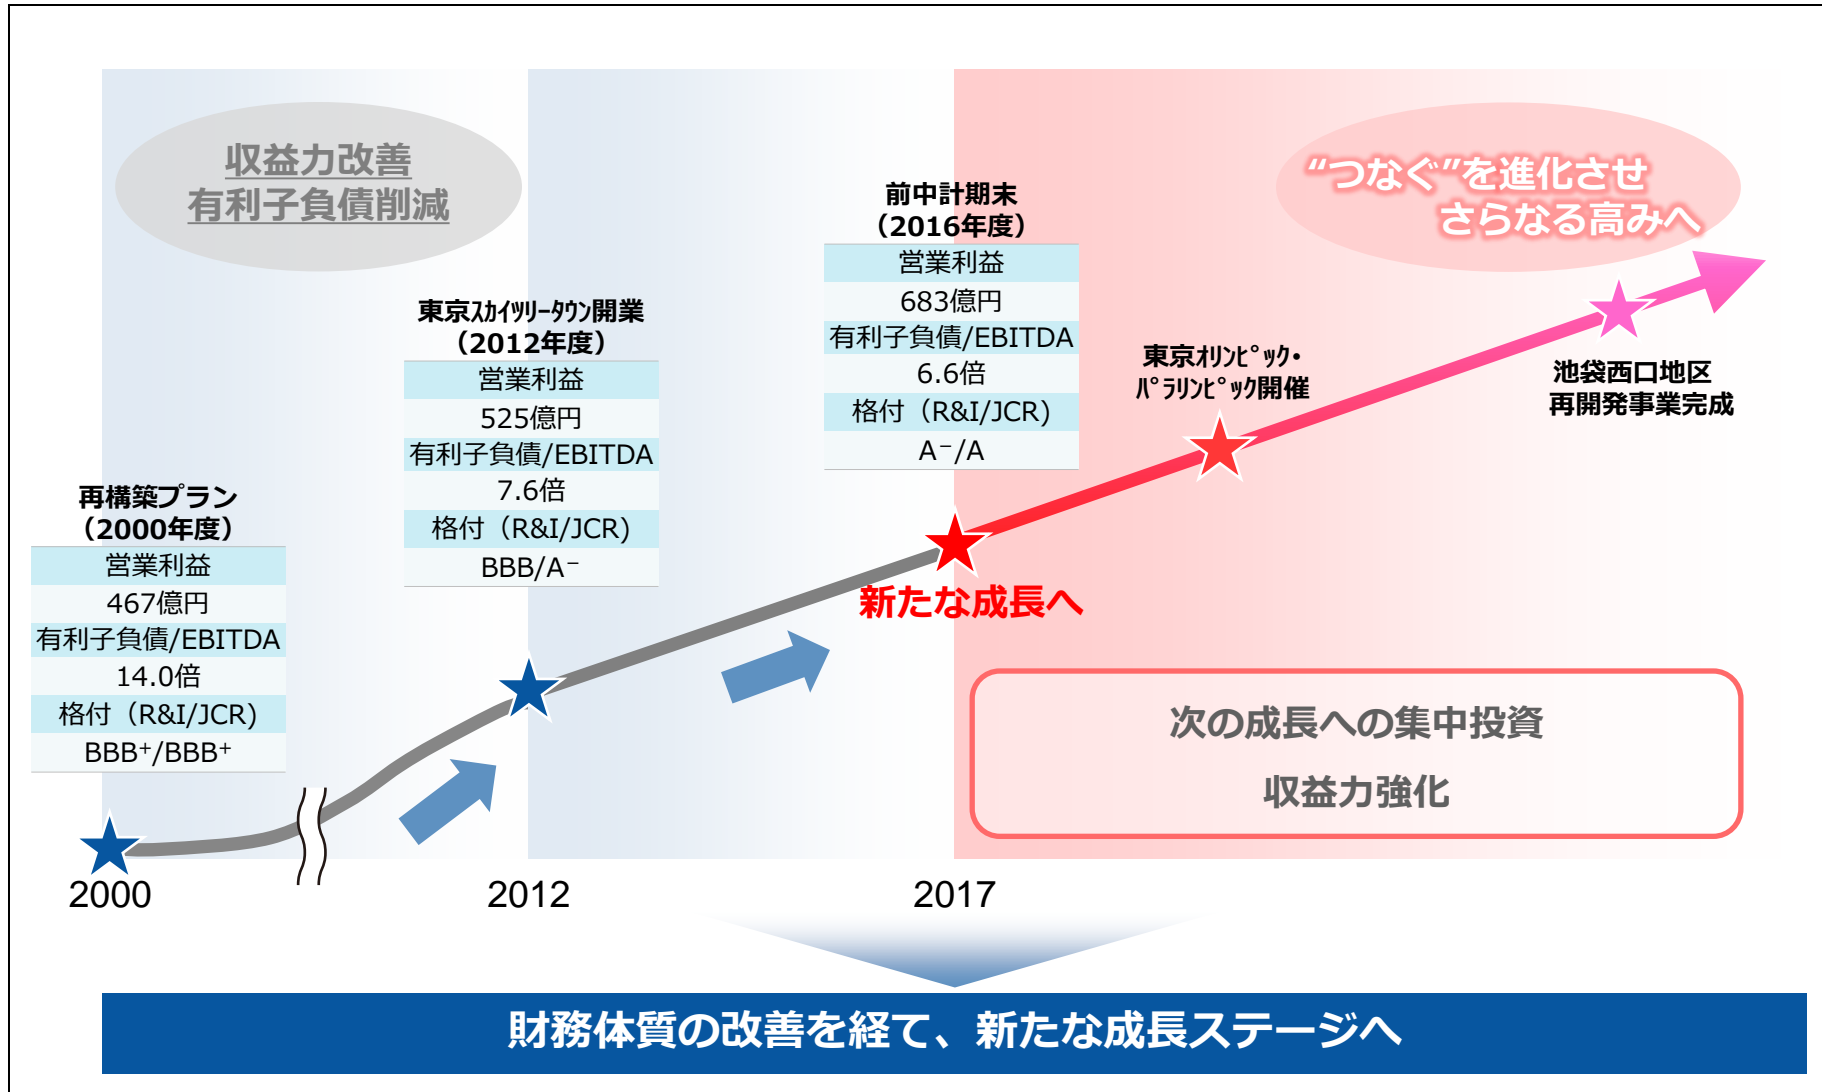 収益力改善
有利子負債削減
再構築プラン
（2000年度）
営業利益
467億円
有利子負債/EBITDA
14.0倍
格付（R&I/JCR)
BBB⁺/BBB⁺
東京ｽｶｲﾂﾘｰﾀｳﾝ開業
（2012年度）
営業利益
525億円
有利子負債/EBITDA
7.6倍
格付（R&I/JCR)
BBB/A⁻
前中計期末
（2016年度）
営業利益
683億円
有利子負債/EBITDA
6.6倍
格付（R&I/JCR)
A⁻/A
“つなぐ”を進化させ
さらなる高みへ
東京ｵﾘﾝﾋﾟｯｸ・
ﾊﾟﾗﾘﾝﾋﾟｯｸ開催
池袋西口地区
再開発事業完成
新たな成長へ
次の成長への集中投資
収益力強化
2000
2012
2017
財務体質の改善を経て、新たな成長ステージへ